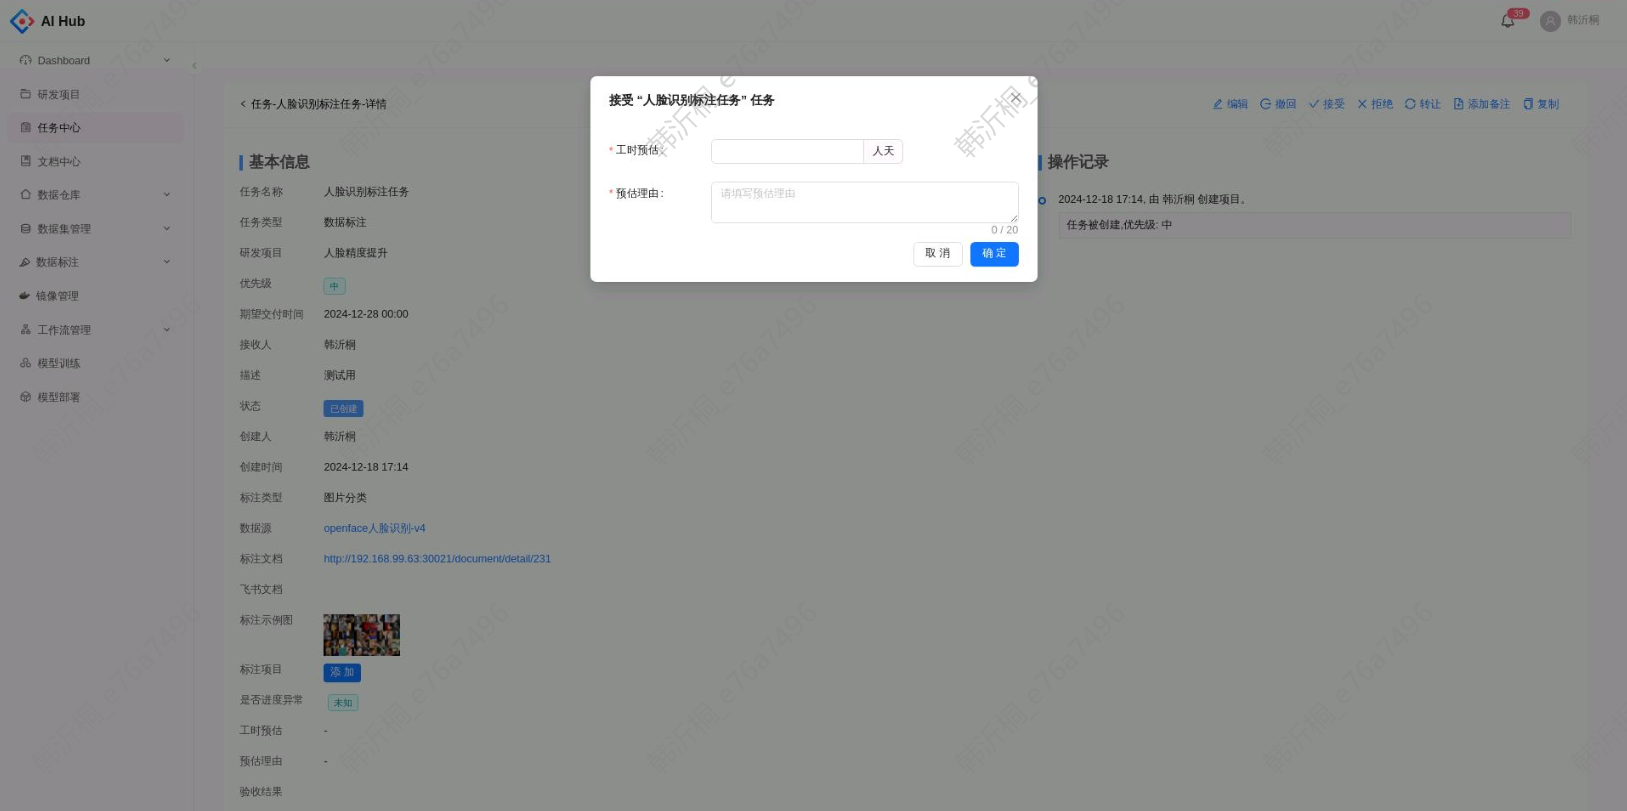 AI Hub
39
韩沂桐
Dashboard
研发项目
任务中心
文档中心
数据仓库
数据集管理
数据标注
镜像管理
工作流管理
模型训练
模型部署
< 任务-人脸识别标注任务-详情
编辑 撤回 接受 拒绝 转让 添加备注 复制
基本信息
任务名称 人脸识别标注任务
任务类型 数据标注
研发项目 人脸精度提升
优先级 中
期望交付时间 2024-12-28 00:00
接收人 韩沂桐
描述 测试用
状态 已创建
创建人 韩沂桐
创建时间 2024-12-18 17:14
标注类型 图片分类
数据源 openface人脸识别-v4
标注文档 http://192.168.99.63:30021/document/detail/231
飞书文档
标注示例图
标注项目 添 加
是否进度异常 未知
工时预估 -
预估理由 -
验收结果
操作记录
2024-12-18 17:14, 由 韩沂桐 创建项目。
任务被创建,优先级: 中
接受 “人脸识别标注任务” 任务
* 工时预估: 人天
* 预估理由: 请填写预估理由
0 / 20
取 消 确 定
韩沂桐_e76a7496